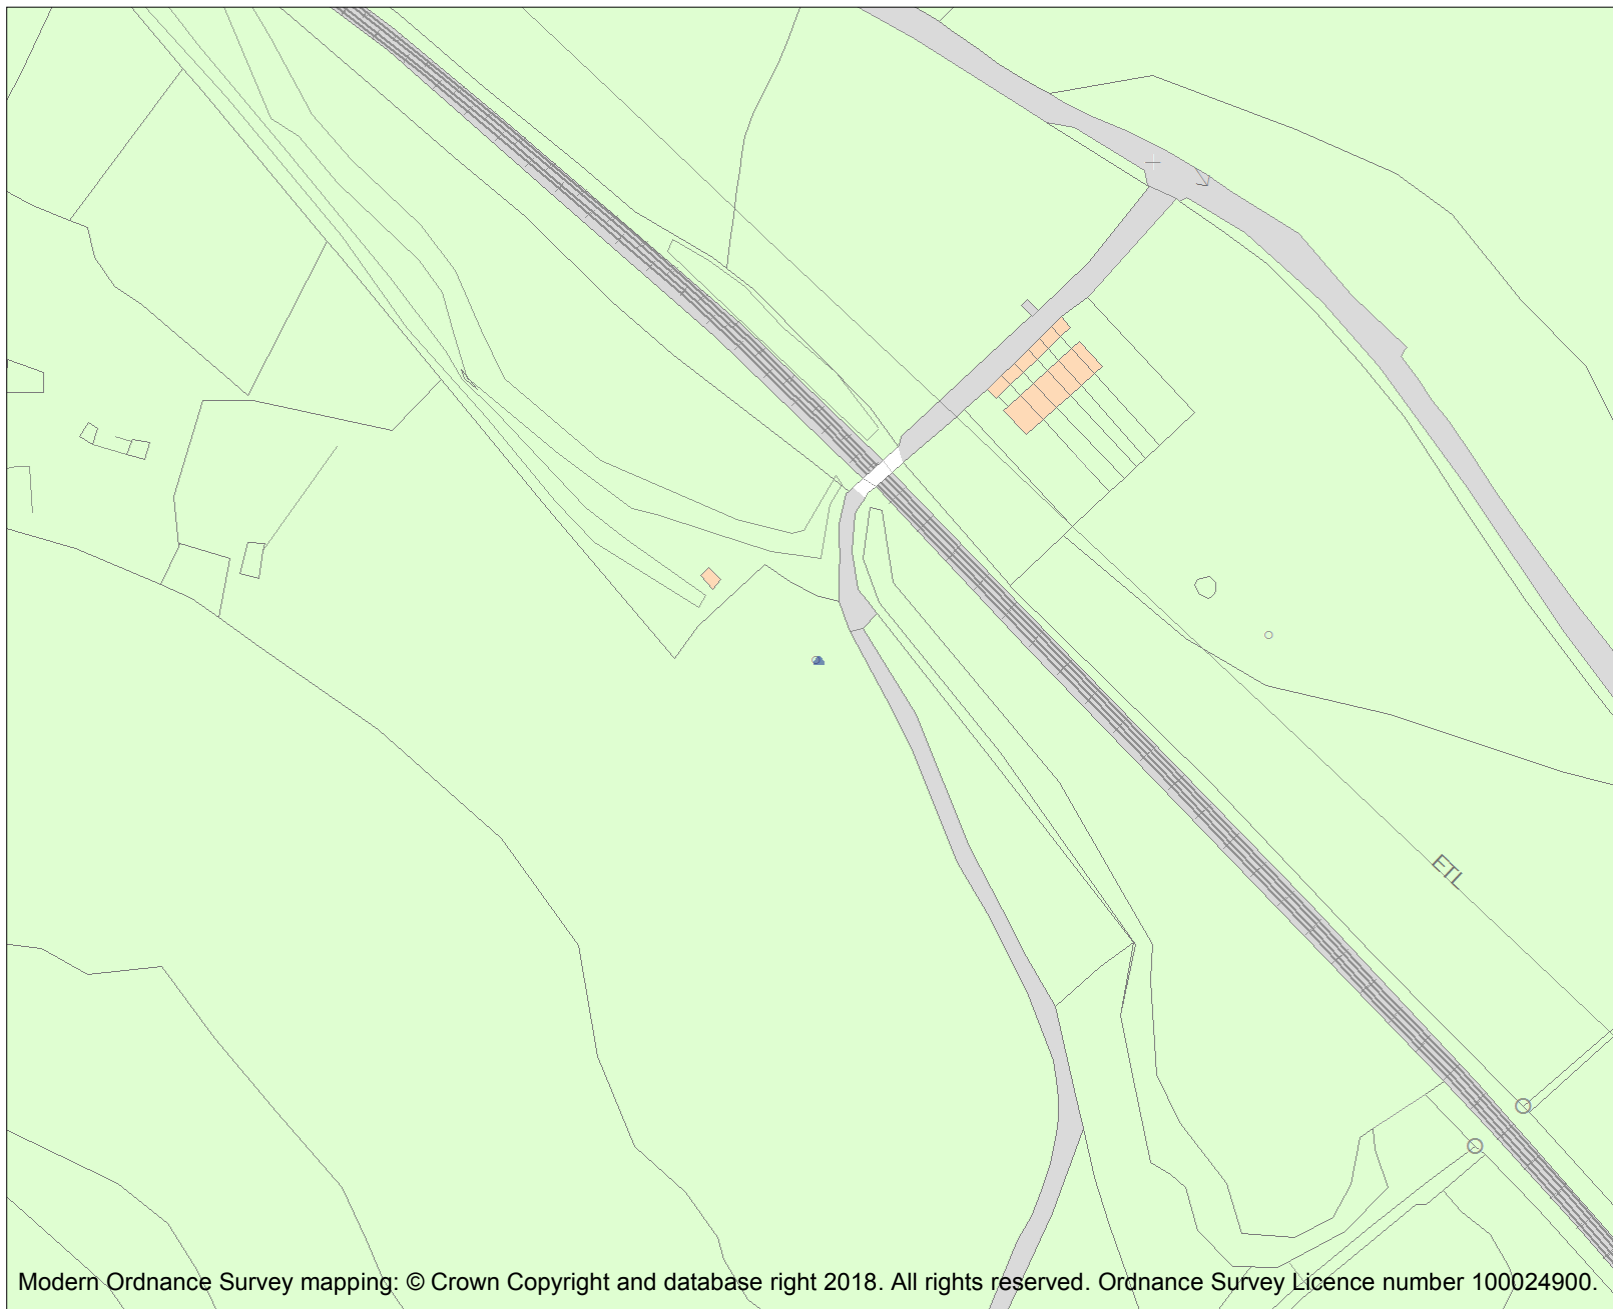 ETL
Modern Ordnance Survey mapping: © Crown Copyright and database right 2018. All rights reserved. Ordnance Survey Licence number 100024900.